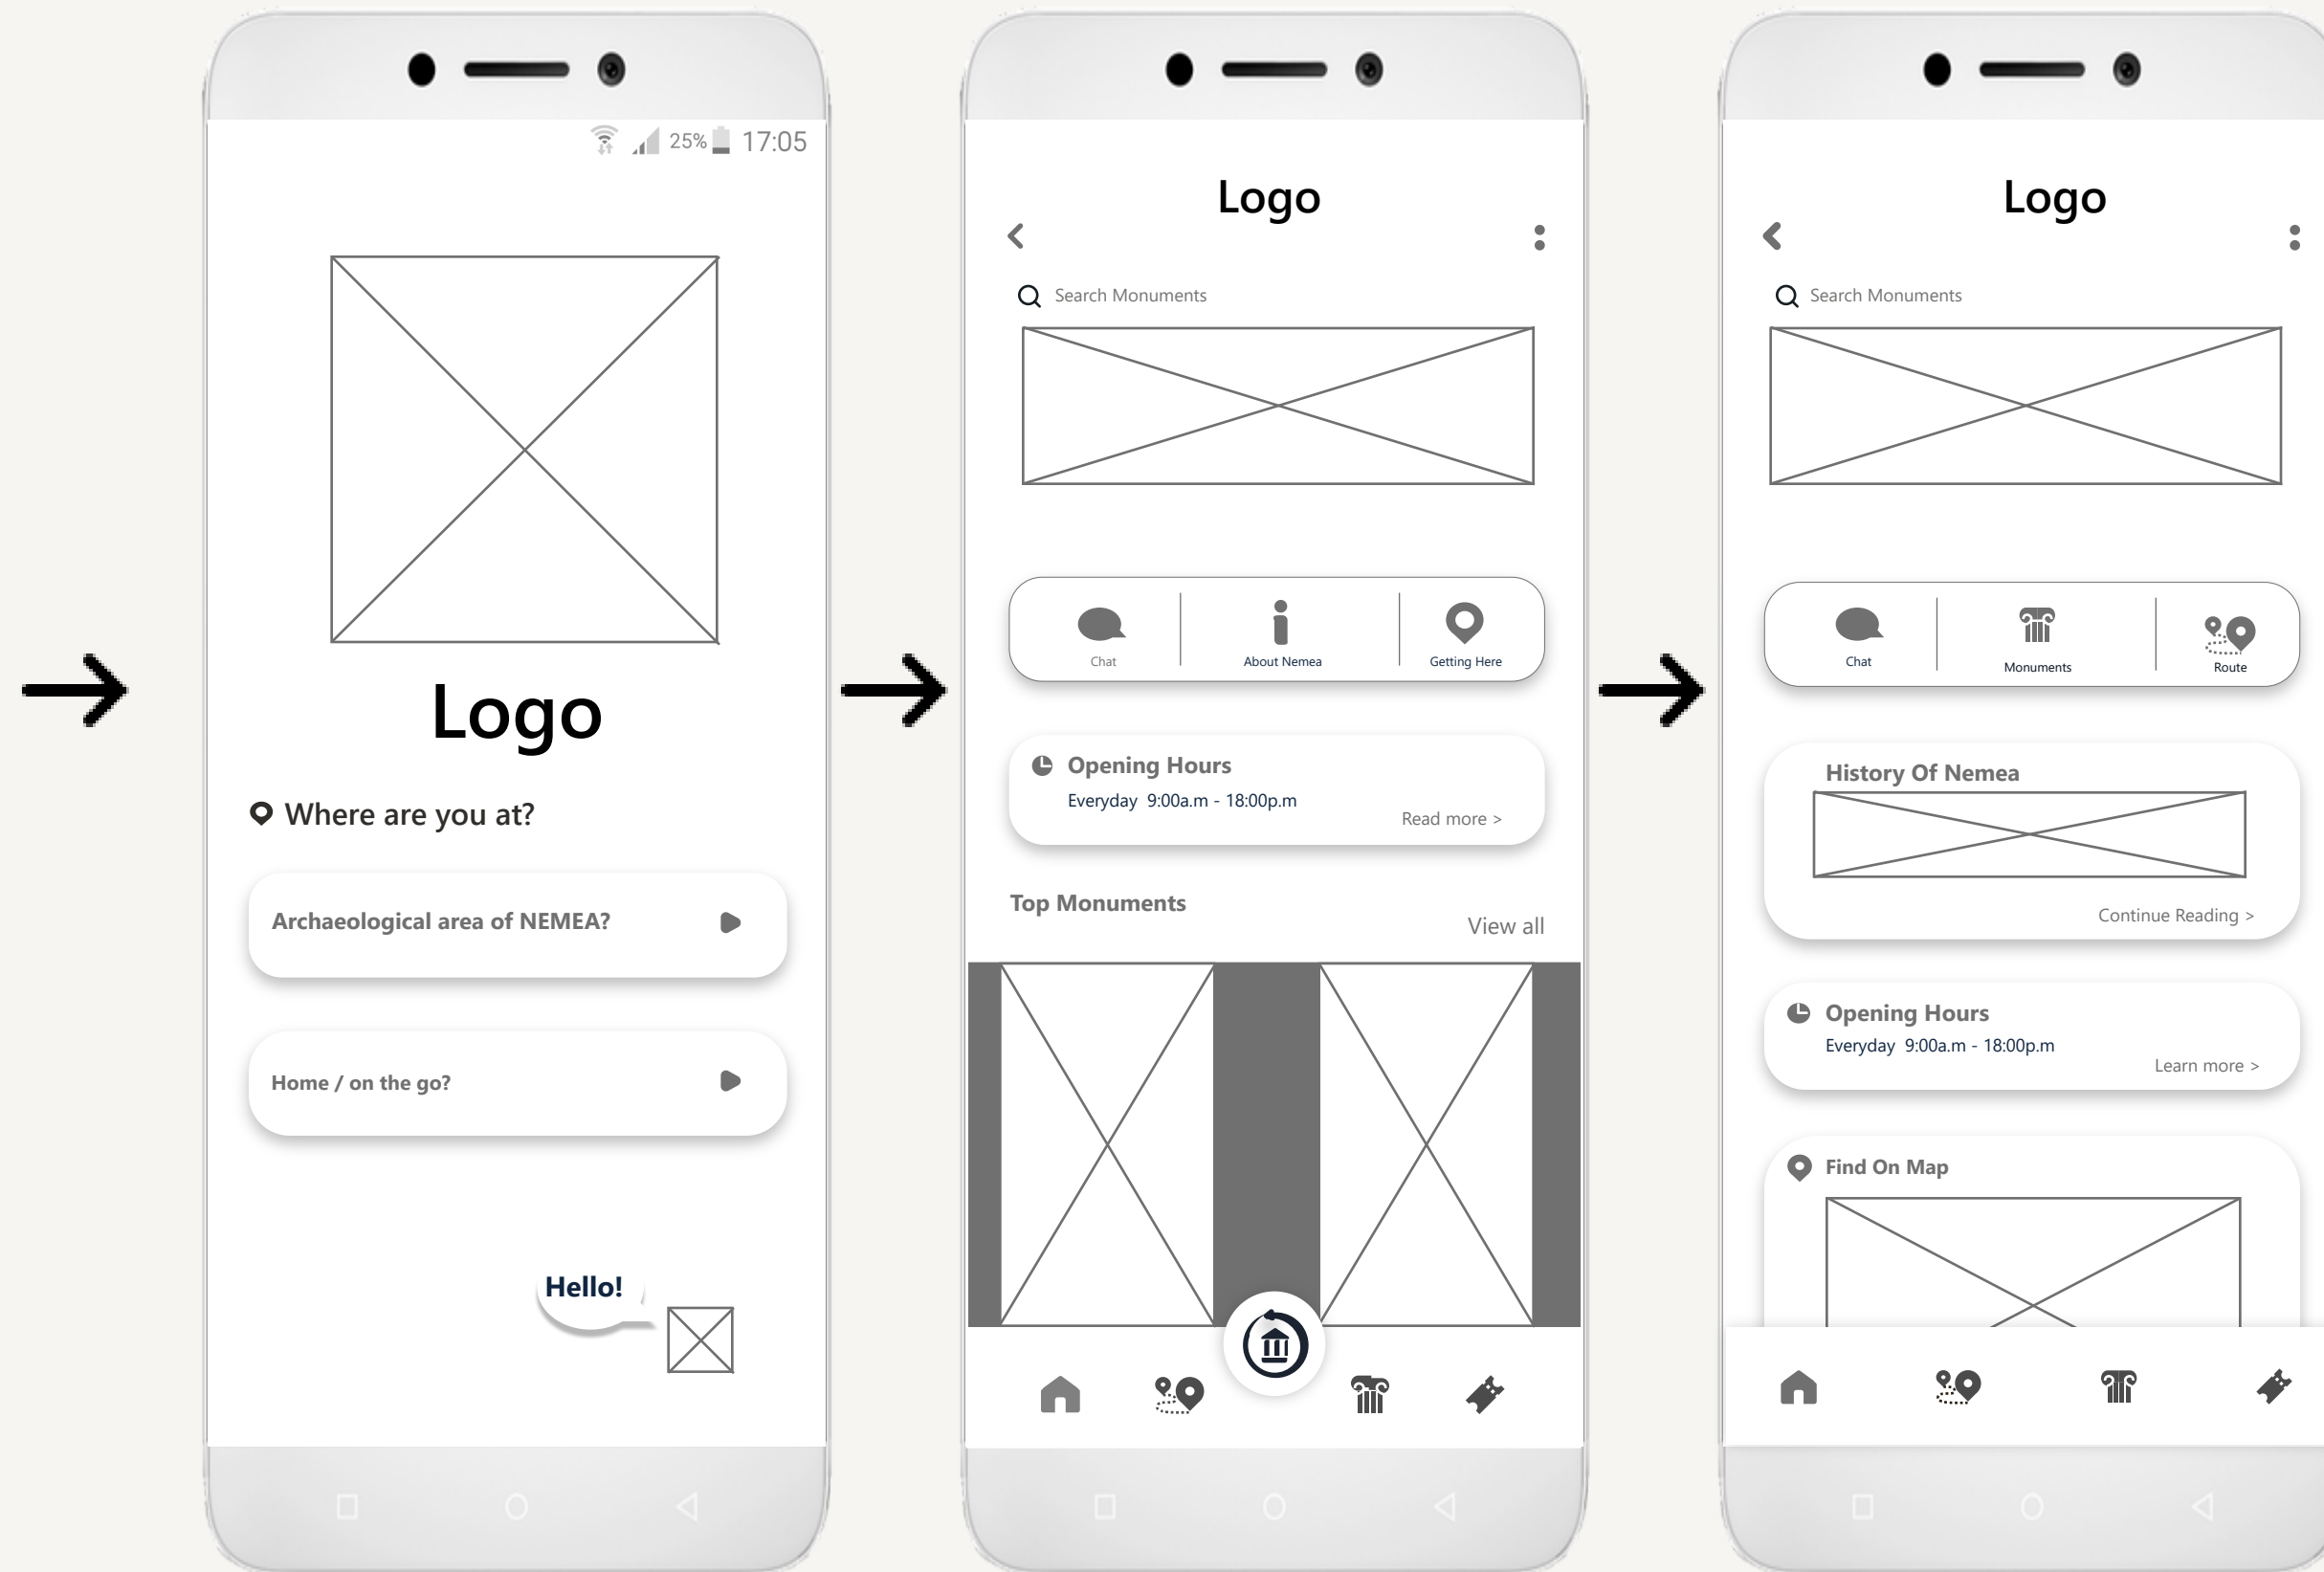 25% 17:05
Logo
Where are you at?
Archaeological area of NEMEA?
Home / on the go?
Hello!
Logo
Search Monuments
Chat
About Nemea
Getting Here
Opening Hours
Everyday 9:00a.m - 18:00p.m
Read more >
Top Monuments
View all
Logo
Search Monuments
Chat
Monuments
Route
History Of Nemea
Continue Reading >
Opening Hours
Everyday 9:00a.m - 18:00p.m
Learn more >
Find On Map